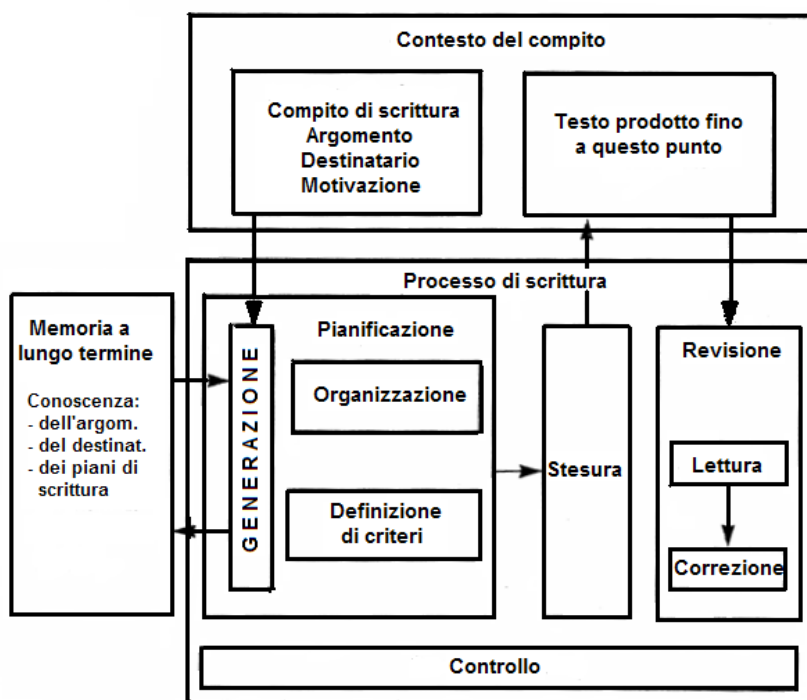 Contesto del compito
Compito di scrittura
Argomento
Destinatario
Motivazione
Testo prodotto fino
a questo punto
Processo di scrittura
Memoria a
lungo termine
Conoscenza:
- dell'argom.
- del destinat.
- dei piani di
scrittura
GENERAZIONE
Pianificazione
Organizzazione
Definizione
di criteri
Stesura
Revisione
Lettura
Correzione
Controllo